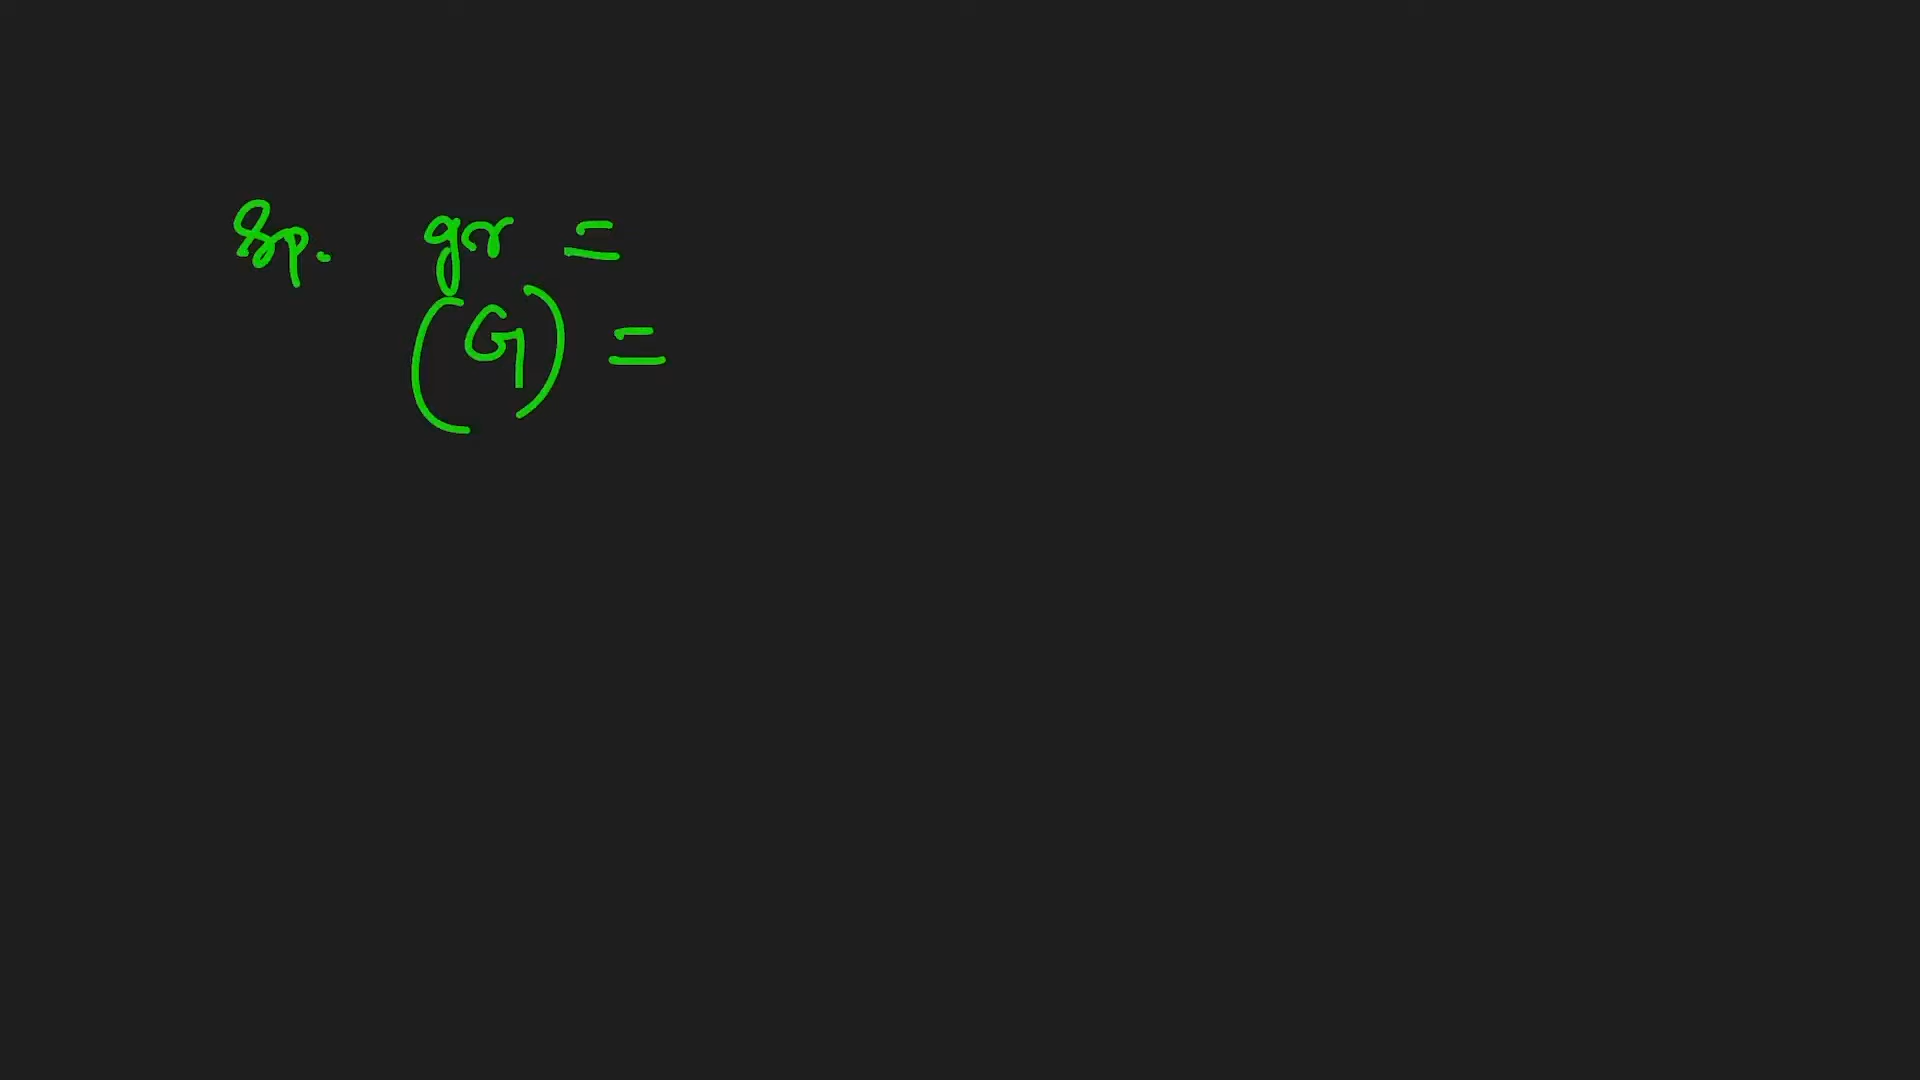 Sp. gr =
(G) =